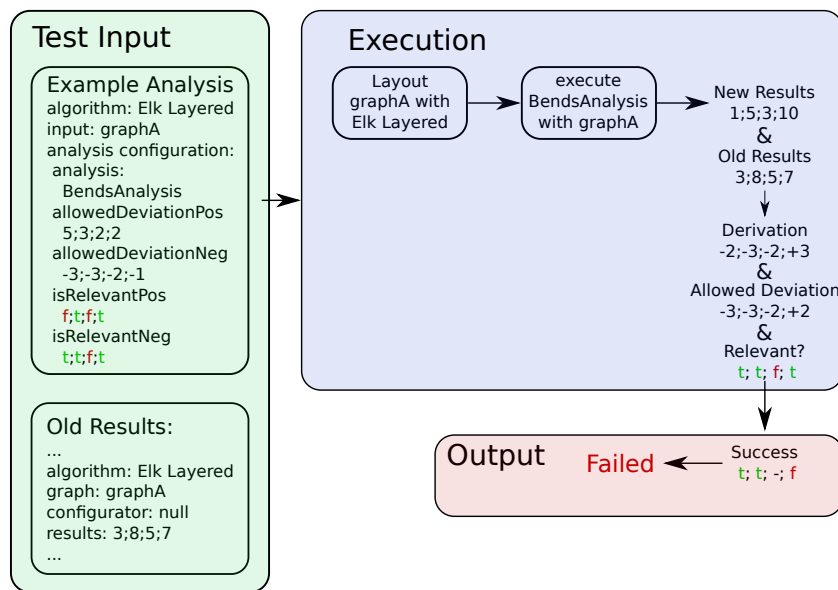 Test Input
Example Analysis
algorithm: Elk Layered
input: graphA
analysis configuration:
analysis:
BendsAnalysis
allowedDeviationPos
5;3;2;2
allowedDeviationNeg
-3;-3;-2;-1
isRelevantPos
f;t;f;t
isRelevantNeg
t;t;f;t
Old Results:
...
algorithm: Elk Layered
graph: graphA
configurator: null
results: 3;8;5;7
...
Execution
Layout
graphA with
Elk Layered
execute
BendsAnalysis
with graphA
New Results
1;5;3;10
&
Old Results
3;8;5;7
Derivation
-2;-3;-2;+3
&
Allowed Deviation
-3;-3;-2;+2
&
Relevant?
t; t; f; t
Output
Failed
Success
t; t; -; f